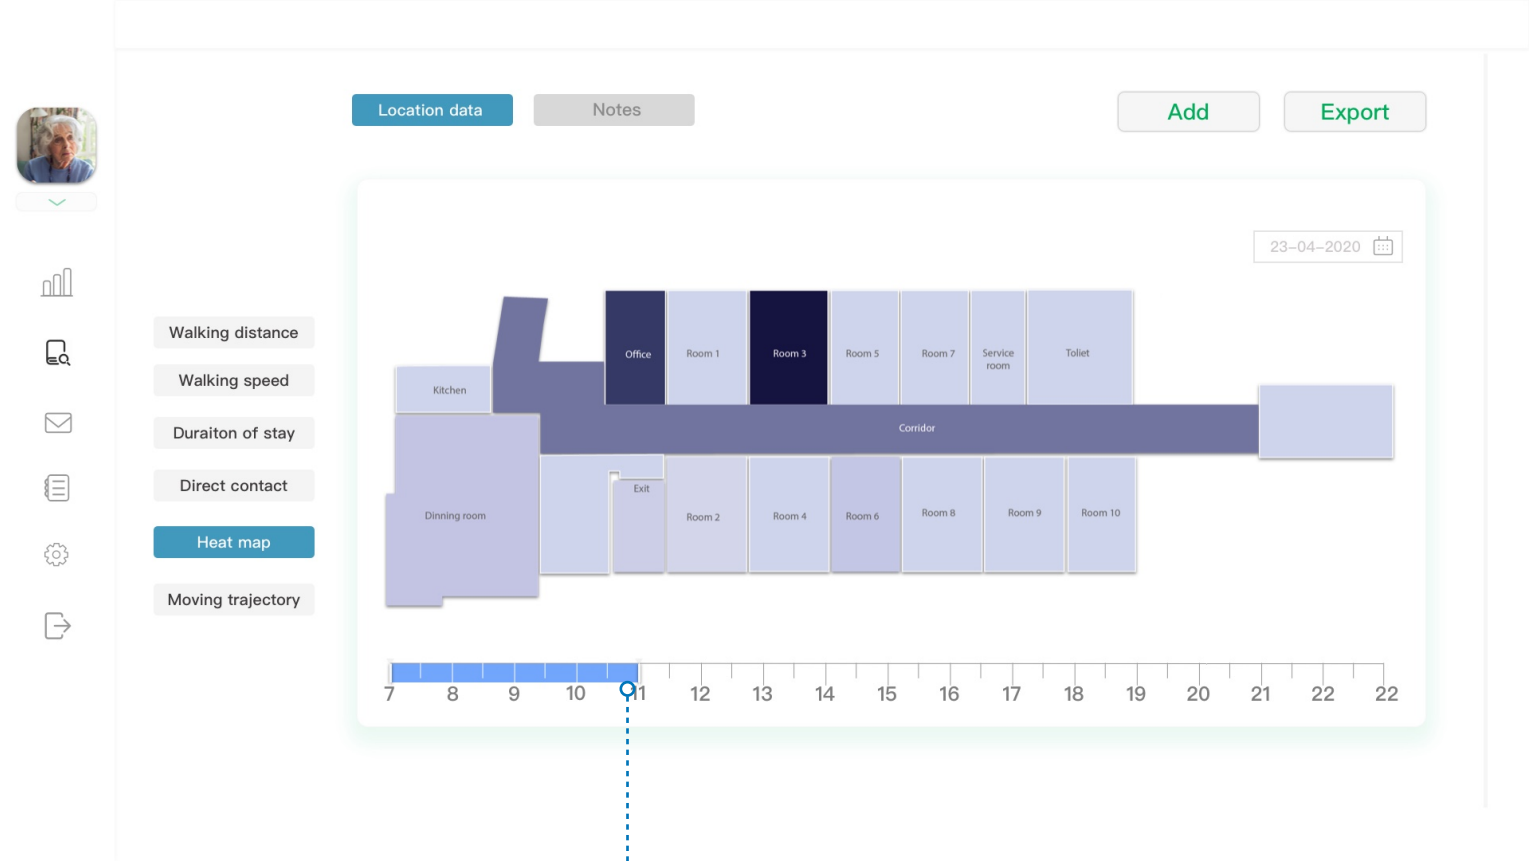 Location data
Notes
Add
Export
23-04-2020
Walking distance
Walking speed
Duraiton of stay
Direct contact
Heat map
Moving trajectory
Office
Room 1
Room 3
Room 5
Room 7
Service
room
Toliet
Kitchen
Corridor
Dinning room
Exit
Room 2
Room 4
Room 6
Room 8
Room 9
Room 10
7 8 9 10 11 12 13 14 15 16 17 18 19 20 21 22 22